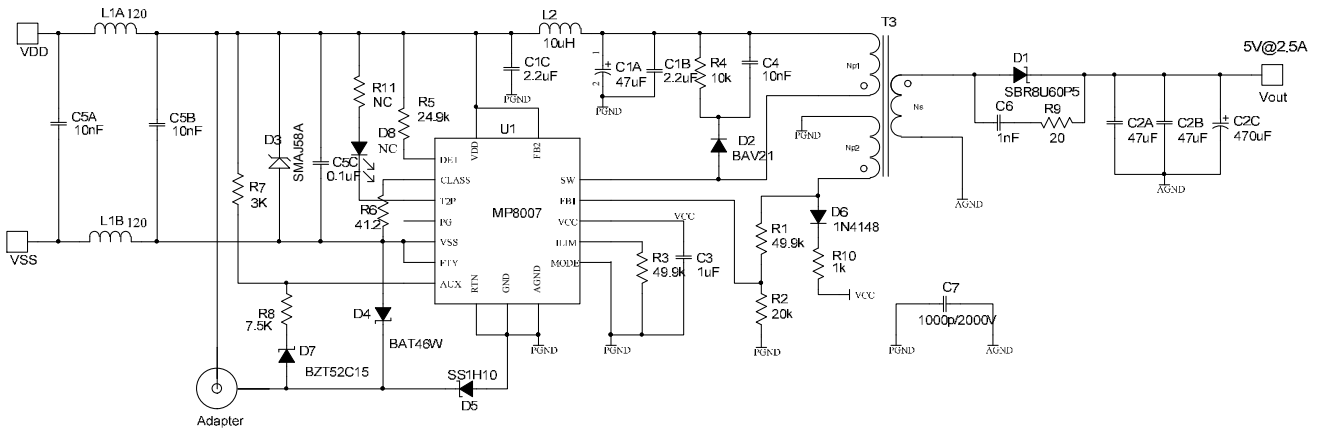 L1A 120
VDD
C5A
10nF
C5B
10nF
L1B 120
VSS
D3
SMAJ58A
R7
3K
C5C
0.1uF
R11
NC
D8
NC
R5
24.9k
R6
41.2
R8
7.5K
D7
BZT52C15
D4
BAT46W
SS1H10
D5
Adapter
U1
MP8007
DET
CLASS
T2P
PG
VSS
FTY
AUX
VDD
FB2
SW
FB1
VCC
ILIM
MODE
RTN
GND
AGND
PGND
C1C
2.2uF
PGND
L2
10uH
1
+
2
C1A
47uF
PGND
C1B
2.2uF
R4
10k
C4
10nF
PGND
D2
BAV21
VCC
R3
49.9k
C3
1uF
PGND
R1
49.9k
R2
20k
PGND
D6
1N4148
R10
1k
VCC
PGND
T3
Np1
Np2
Ns
D1
SBR8U60P5
C6
1nF
R9
20
AGND
5V@2.5A
Vout
C2A
47uF
C2B
47uF
+
C2C
470uF
AGND
C7
1000p/2000V
PGND
AGND